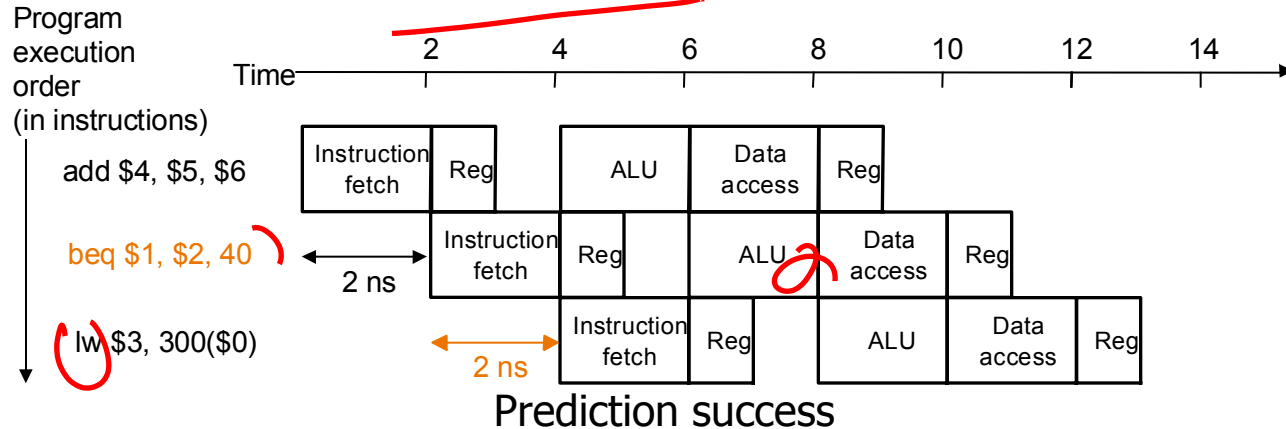 Program
execution
order
(in instructions)
Time
2 4 6 8 10 12 14
add $4, $5, $6
Instruction
fetch
Reg
ALU
Data
access
Reg
beq $1, $2, 40
2 ns
Instruction
fetch
Reg
ALU
Data
access
Reg
lw $3, 300($0)
2 ns
Instruction
fetch
Reg
ALU
Data
access
Reg
Prediction success